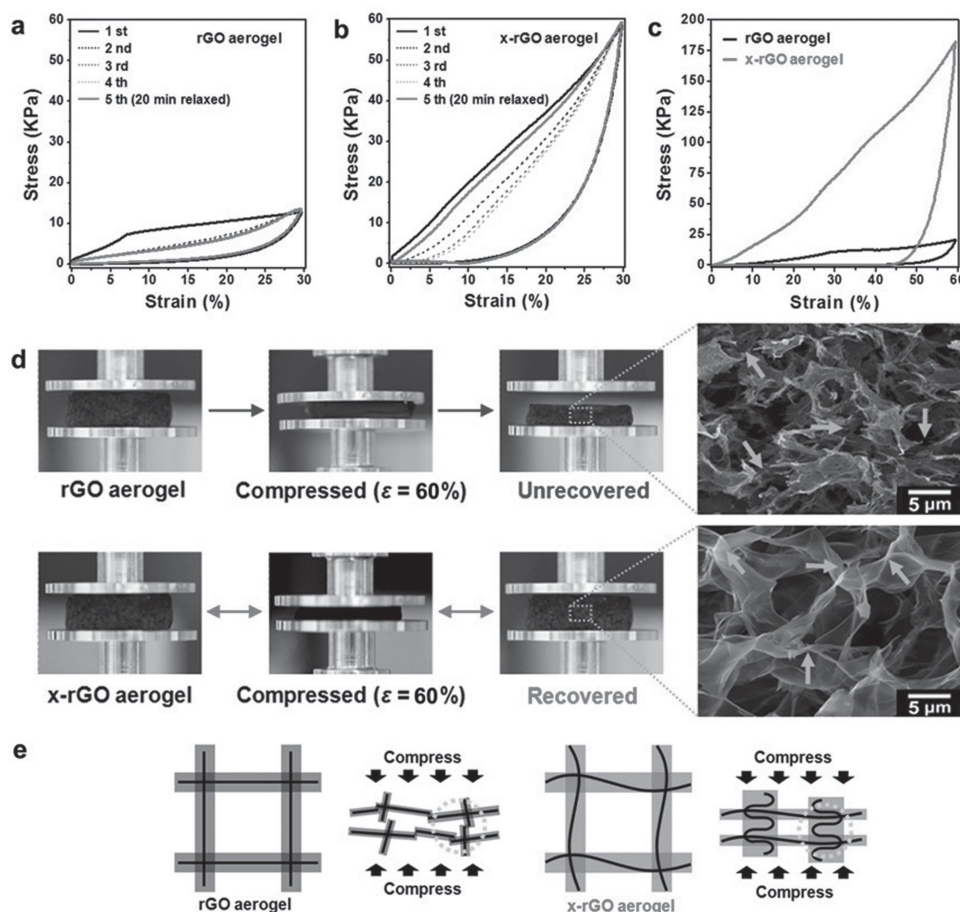 a
rGO aerogel
1 st
2 nd
3 rd
4 th
5 th (20 min relaxed)
60
50
40
30
20
10
0
0 5 10 15 20 25 30
Stress (KPa)
Strain (%)
b
x-rGO aerogel
1 st
2 nd
3 rd
4 th
5 th (20 min relaxed)
60
50
40
30
20
10
0
0 5 10 15 20 25 30
Stress (KPa)
Strain (%)
c
rGO aerogel
x-rGO aerogel
200
175
150
125
100
75
50
25
0
0 10 20 30 40 50 60
Stress (KPa)
Strain (%)
d
rGO aerogel
Compressed (ε = 60%)
Unrecovered
5 µm
x-rGO aerogel
Compressed (ε = 60%)
Recovered
5 µm
e
rGO aerogel
Compress
Compress
x-rGO aerogel
Compress
Compress